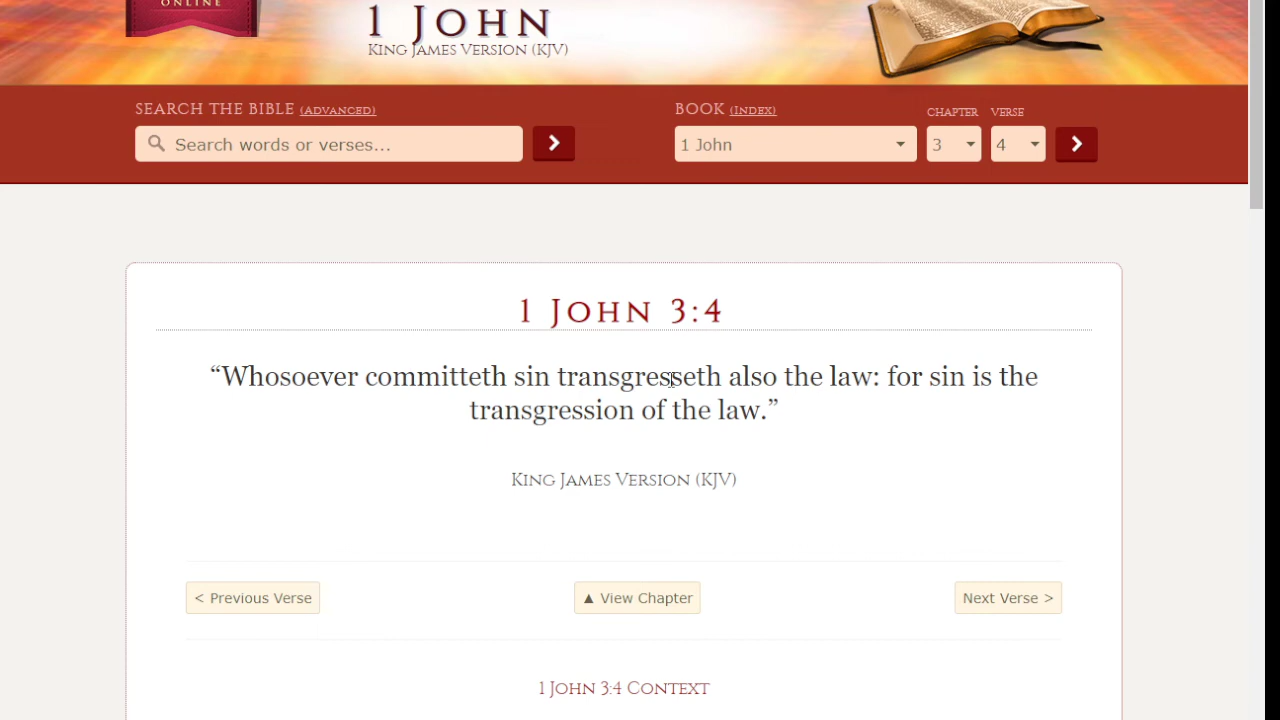 ONLINE
1 John
King James Version (KJV)
Search the Bible (Advanced)
Book (Index)
Chapter
Verse
Search words or verses...
1 John
3
4
1 John 3:4
“Whosoever committeth sin transgresseth also the law: for sin is the
transgression of the law.”
King James Version (KJV)
< Previous Verse
▲ View Chapter
Next Verse >
1 John 3:4 Context